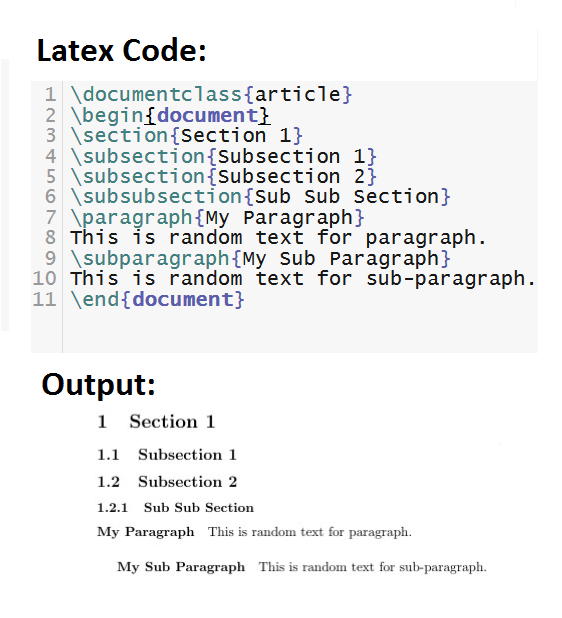 Latex Code:
1 \documentclass{article}
2 \begin{document}
3 \section{Section 1}
4 \subsection{Subsection 1}
5 \subsection{Subsection 2}
6 \subsubsection{Sub Sub Section}
7 \paragraph{My Paragraph}
8 This is random text for paragraph.
9 \subparagraph{My Sub Paragraph}
10 This is random text for sub-paragraph.
11 \end{document}
Output:
1 Section 1
1.1 Subsection 1
1.2 Subsection 2
1.2.1 Sub Sub Section
My Paragraph This is random text for paragraph.
My Sub Paragraph This is random text for sub-paragraph.